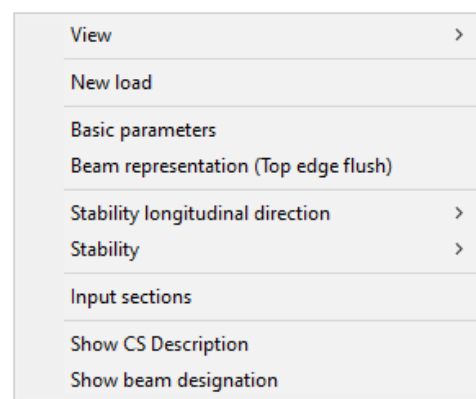 View
New load
Basic parameters
Beam representation (Top edge flush)
Stability longitudinal direction
Stability
Input sections
Show CS Description
Show beam designation